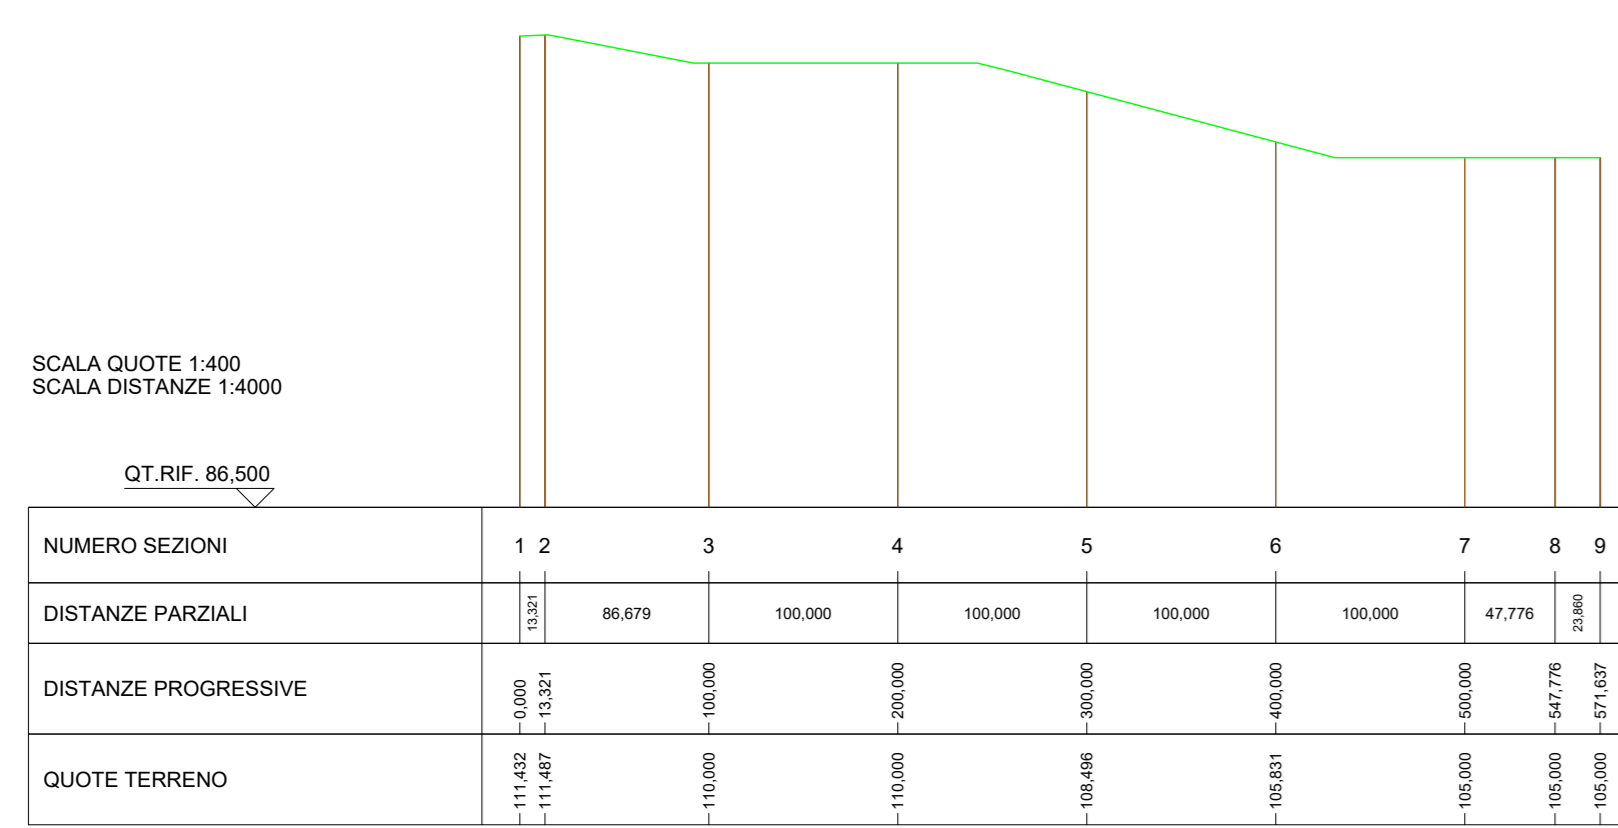 SCALA QUOTE 1:400
SCALA DISTANZE 1:4000
QT.RIF. 86,500
NUMERO SEZIONI 1 2 3 4 5 6 7 8 9
DISTANZE PARZIALI 13,321 86,679 100,000 100,000 100,000 100,000 47,776 23,860
DISTANZE PROGRESSIVE 0,000 13,321 100,000 200,000 300,000 400,000 500,000 547,776 571,637
QUOTE TERRENO 111,432 111,487 110,000 110,000 108,496 105,831 105,000 105,000 105,000